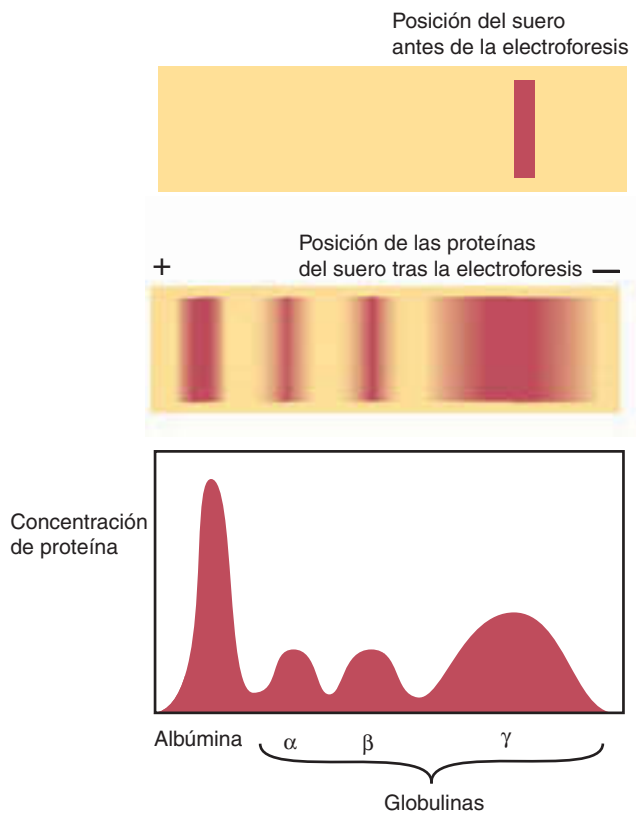 Posición del suero
antes de la electroforesis
+
Posición de las proteínas
del suero tras la electroforesis
—
Concentración
de proteína
Albúmina
α
β
γ
Globulinas